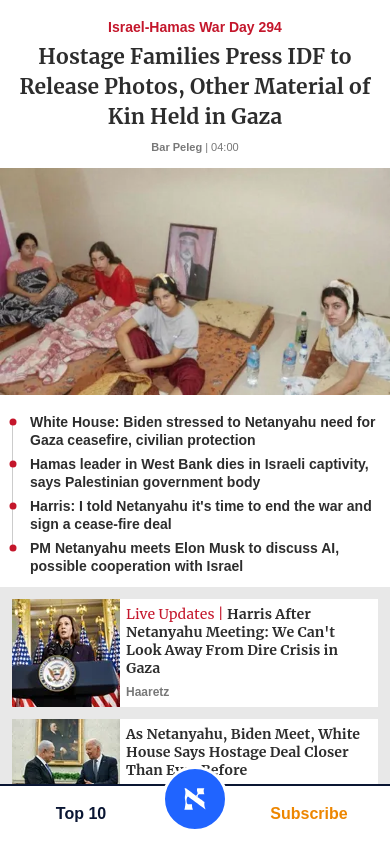 Israel-Hamas War Day 294
Hostage Families Press IDF to
Release Photos, Other Material of
Kin Held in Gaza
Bar Peleg | 04:00
White House: Biden stressed to Netanyahu need for
Gaza ceasefire, civilian protection
Hamas leader in West Bank dies in Israeli captivity,
says Palestinian government body
Harris: I told Netanyahu it's time to end the war and
sign a cease-fire deal
PM Netanyahu meets Elon Musk to discuss AI,
possible cooperation with Israel
Live Updates | Harris After
Netanyahu Meeting: We Can't
Look Away From Dire Crisis in
Gaza
Haaretz
As Netanyahu, Biden Meet, White
House Says Hostage Deal Closer
Than Ever Before
Top 10
Subscribe